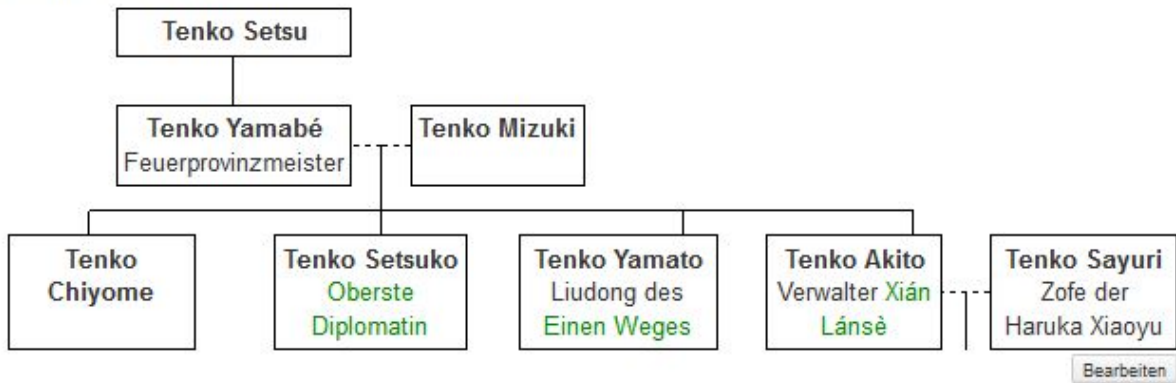 Tenko Setsu
Tenko Yamabé
Feuerprovinzmeister
Tenko Mizuki
Tenko
Chiyome
Tenko Setsuko
Oberste
Diplomatin
Tenko Yamato
Liudong des
Einen Weges
Tenko Akito
Verwalter Xián
Lánsè
Tenko Sayuri
Zofe der
Haruka Xiaoyu
Bearbeiten